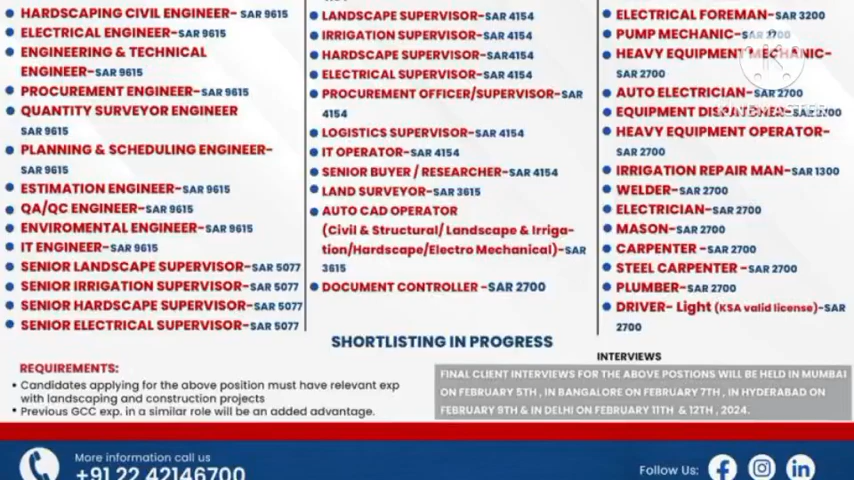 HARDSCAPING CIVIL ENGINEER- SAR 9615
ELECTRICAL ENGINEER-SAR 9615
ENGINEERING & TECHNICAL
ENGINEER-SAR 9615
PROCUREMENT ENGINEER-SAR 9615
QUANTITY SURVEYOR ENGINEER
SAR 9615
PLANNING & SCHEDULING ENGINEER-
SAR 9615
ESTIMATION ENGINEER-SAR 9615
QA/QC ENGINEER-SAR 9615
ENVIROMENTAL ENGINEER-SAR 9615
IT ENGINEER-SAR 9615
SENIOR LANDSCAPE SUPERVISOR-SAR 5077
SENIOR IRRIGATION SUPERVISOR-SAR 5077
SENIOR HARDSCAPE SUPERVISOR-SAR 5077
SENIOR ELECTRICAL SUPERVISOR-SAR 5077
LANDSCAPE SUPERVISOR-SAR 4154
IRRIGATION SUPERVISOR-SAR 4154
HARDSCAPE SUPERVISOR-SAR4154
ELECTRICAL SUPERVISOR-SAR 4154
PROCUREMENT OFFICER/SUPERVISOR-SAR
4154
LOGISTICS SUPERVISOR-SAR 4154
IT OPERATOR-SAR 4154
SENIOR BUYER / RESEARCHER-SAR 4154
LAND SURVEYOR-SAR 3615
AUTO CAD OPERATOR
(Civil & Structural/ Landscape & Irriga-
tion/Hardscape/Electro Mechanical)-SAR
3615
DOCUMENT CONTROLLER -SAR 2700
ELECTRICAL FOREMAN-SAR 3200
PUMP MECHANIC-SAR
HEAVY EQUIPMENT MECHANIC-
SAR 2700
AUTO ELECTRICIAN-SAR 2700
EQUIPMENT
HEAVY EQUIPMENT OPERATOR-
SAR 2700
IRRIGATION REPAIR MAN-SAR 1300
WELDER-SAR 2700
ELECTRICIAN-SAR 2700
MASON-SAR 2700
CARPENTER -SAR 2700
STEEL CARPENTER -SAR 2700
PLUMBER-SAR 2700
DRIVER- Light (KSA valid license)-SAR
2700
SHORTLISTING IN PROGRESS
REQUIREMENTS:
• Candidates applying for the above position must have relevant exp
with landscaping and construction projects
• Previous GCC exp. in a similar role will be an added advantage.
INTERVIEWS
FINAL CLIENT INTERVIEWS FOR THE ABOVE POSTIONS WILL BE HELD IN MUMBAI
ON FEBRUARY 5TH , IN BANGALORE ON FEBRUARY 7TH , IN HYDERABAD ON
FEBRUARY 9TH & IN DELHI ON FEBRUARY 11TH & 12TH , 2024.
More information call us
+91 22 42146700
Follow Us: